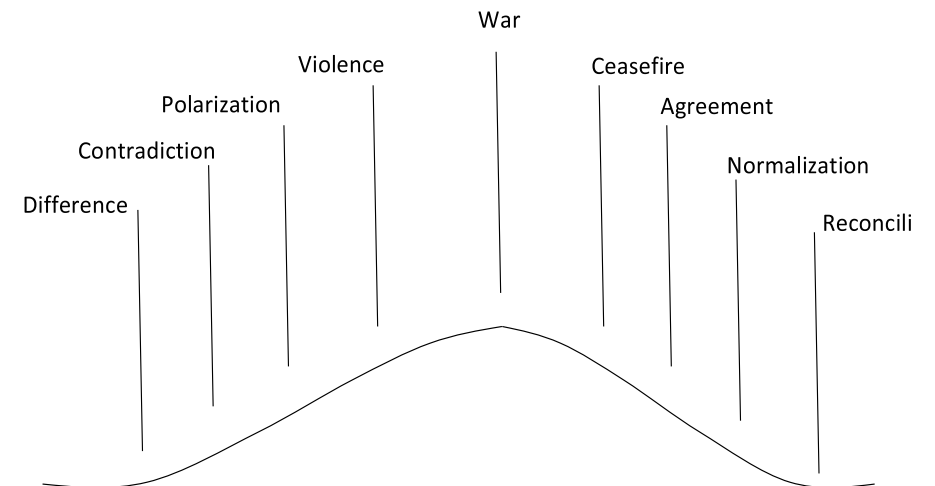 War
Violence
Ceasefire
Polarization
Agreement
Contradiction
Normalization
Difference
Reconcili